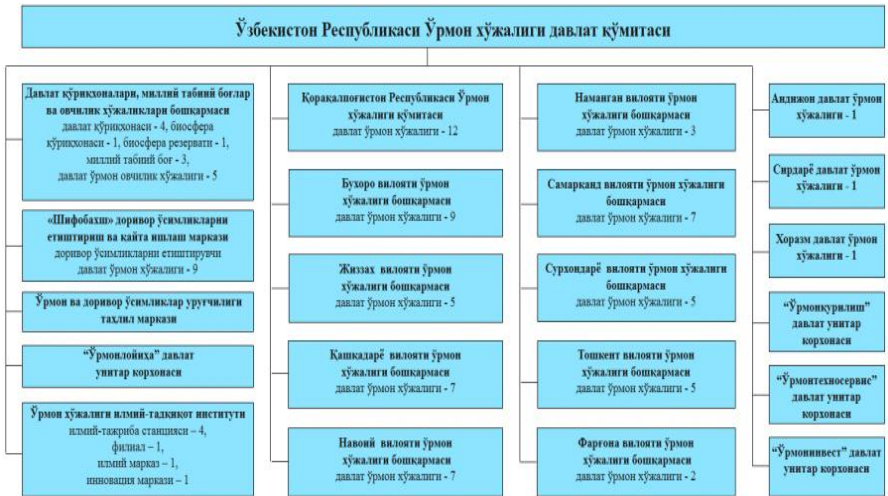 Ўзбекистон Республикаси Ўрмон хўжалиги давлат қўмитаси
Давлат қўриқхоналари, миллий табиий боғлар
ва овчилик хўжаликлари бошқармаси
давлат қўриқхонаси - 4, биосфера
қўриқхонаси - 1, биосфера резервати - 1,
миллий табиий боғ - 3,
давлат ўрмон овчилик хўжалиги - 5
«Шифобахш» доривор ўсимликларни
етиштириш ва қайта ишлаш маркази
доривор ўсимликларни етиштирувчи
давлат ўрмон хўжалиги - 9
Ўрмон ва доривор ўсимликлар уруғчилиги
таҳлил маркази
“Ўрмонлойиҳа” давлат
унитар корхонаси
Ўрмон хўжалиги илмий-тадқиқот институти
илмий-тажриба станцияси – 4,
филиал – 1,
илмий марказ – 1,
инновация маркази – 1
Қорақалпоғистон Республикаси Ўрмон
хўжалиги қўмитаси
давлат ўрмон хўжалиги - 12
Бухоро вилояти ўрмон
хўжалиги бошқармаси
давлат ўрмон хўжалиги - 9
Жиззах вилояти ўрмон
хўжалиги бошқармаси
давлат ўрмон хўжалиги - 5
Қашқадарё вилояти ўрмон
хўжалиги бошқармаси
давлат ўрмон хўжалиги - 7
Навоий вилояти ўрмон
хўжалиги бошқармаси
давлат ўрмон хўжалиги - 7
Наманган вилояти ўрмон
хўжалиги бошқармаси
давлат ўрмон хўжалиги - 3
Самарқанд вилояти ўрмон хўжалиги
бошқармаси
давлат ўрмон хўжалиги - 7
Сурхондарё вилояти ўрмон хўжалиги
бошқармаси
давлат ўрмон хўжалиги - 5
Тошкент вилояти ўрмон
хўжалиги бошқармаси
давлат ўрмон хўжалиги - 5
Фарғона вилояти ўрмон
хўжалиги бошқармаси
давлат ўрмон хўжалиги - 2
Андижон давлат ўрмон
хўжалиги - 1
Сирдарё давлат ўрмон
хўжалиги - 1
Хоразм давлат ўрмон
хўжалиги - 1
“Ўрмонқурилиш”
давлат унитар
корхонаси
“Ўрмонтехносервис”
давлат унитар
корхонаси
“Ўрмонинвест” давлат
унитар корхонаси